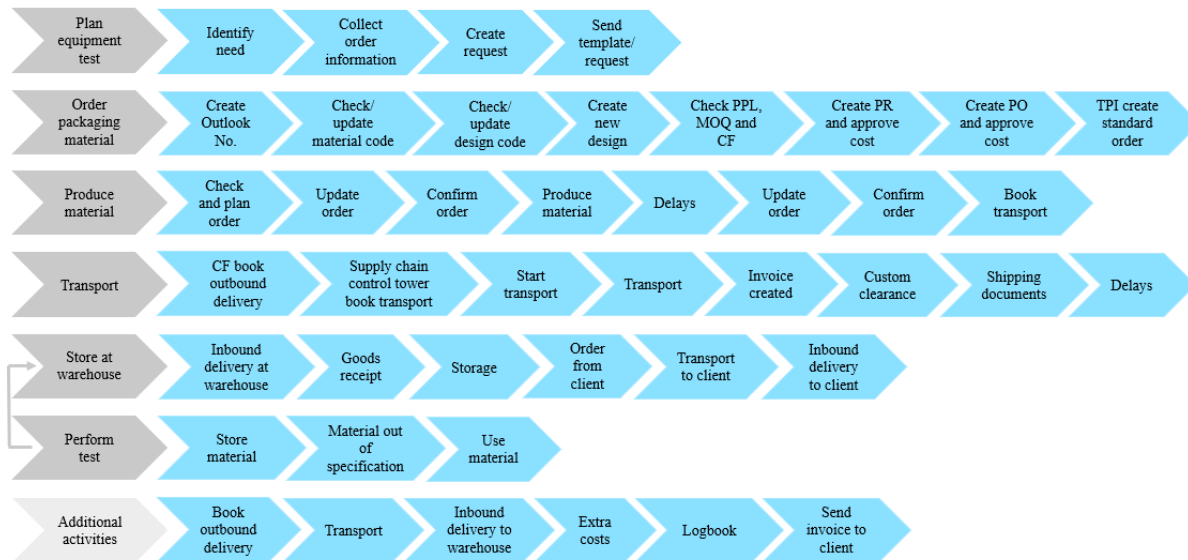 Plan
equipment
test
Identify
need
Collect
order
information
Create
request
Send
template/
request
Order
packaging
material
Create
Outlook
No.
Check/
update
material code
Check/
update
design code
Create
new
design
Check PPL,
MOQ and
CF
Create PR
and approve
cost
Create PO
and approve
cost
TPI create
standard
order
Produce
material
Check
and plan
order
Update
order
Confirm
order
Produce
material
Delays
Update
order
Confirm
order
Book
transport
Transport
CF book
outbound
delivery
Supply chain
control tower
book transport
Start
transport
Transport
Invoice
created
Custom
clearance
Shipping
documents
Delays
Store at
warehouse
Inbound
delivery at
warehouse
Goods
receipt
Storage
Order
from
client
Transport
to client
Inbound
delivery
to client
Perform
test
Store
material
Material out
of
specification
Use
material
Additional
activities
Book
outbound
delivery
Transport
Inbound
delivery to
warehouse
Extra
costs
Logbook
Send
invoice to
client